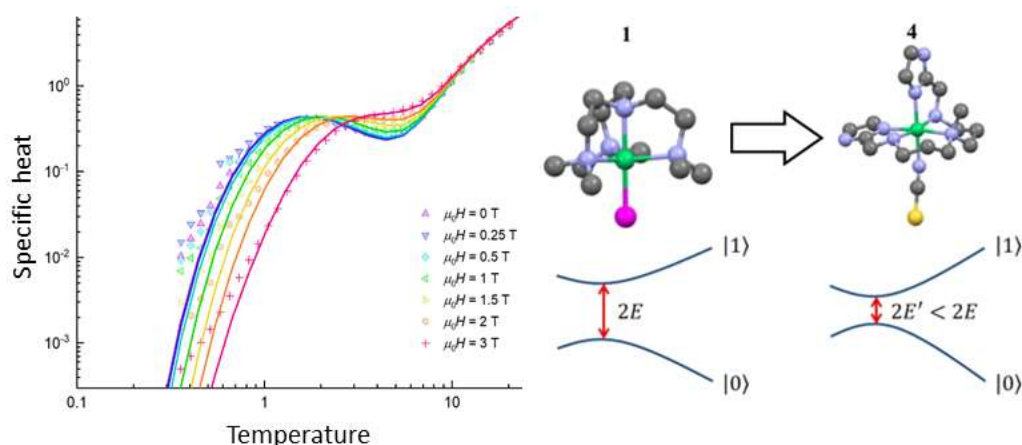 Specific heat
10⁰
10⁻¹
10⁻²
10⁻³
μ₀H = 0 T
μ₀H = 0.25 T
μ₀H = 0.5 T
μ₀H = 1 T
μ₀H = 1.5 T
μ₀H = 2 T
μ₀H = 3 T
0.1 1 10
Temperature
1 4
|1⟩ |1⟩
2E 2E′ < 2E
|0⟩ |0⟩